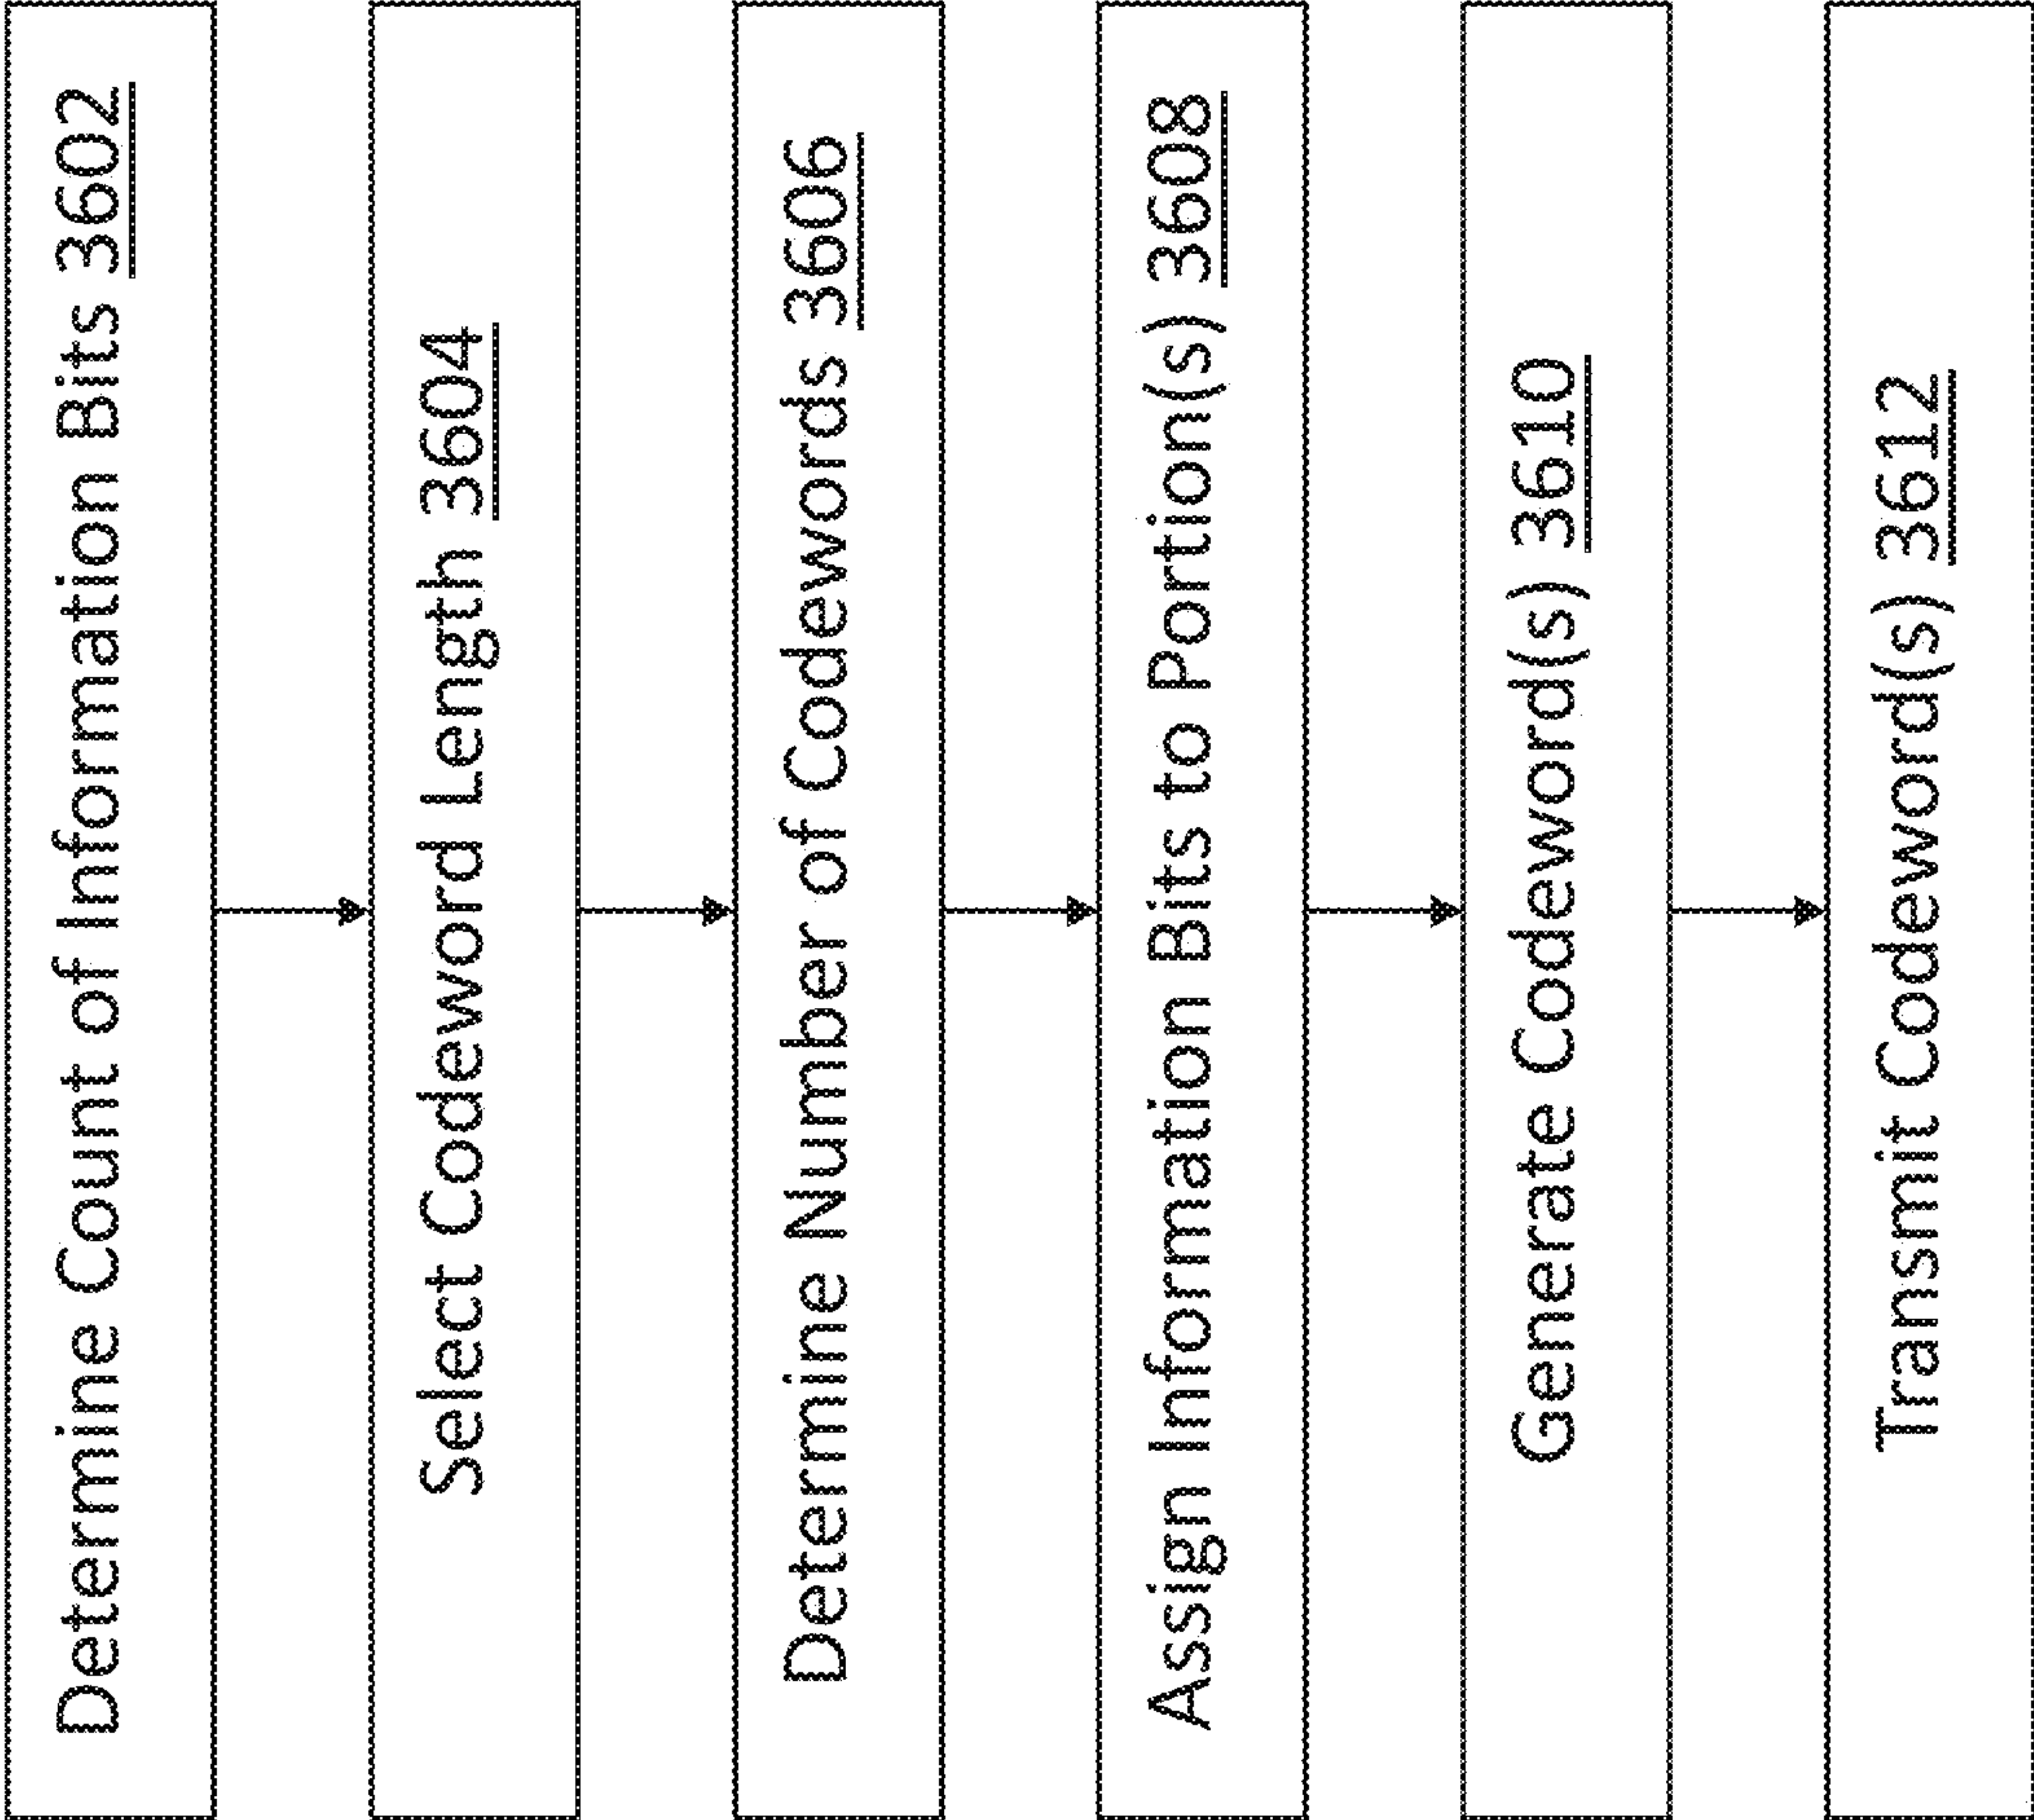 Determine Count of Information Bits 3602
Select Codeword Length 3604
Determine Number of Codewords 3606
Assign Information Bits to Portion(s) 3608
Generate Codeword(s) 3610
Transmit Codeword(s) 3612